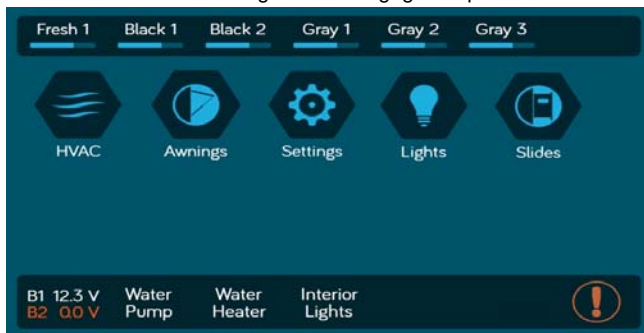 Fresh 1 Black 1 Black 2 Gray 1 Gray 2 Gray 3
HVAC Awnings Settings Lights Slides
B1 12.3 V Water Water Interior
B2 0.0 V Pump Heater Lights